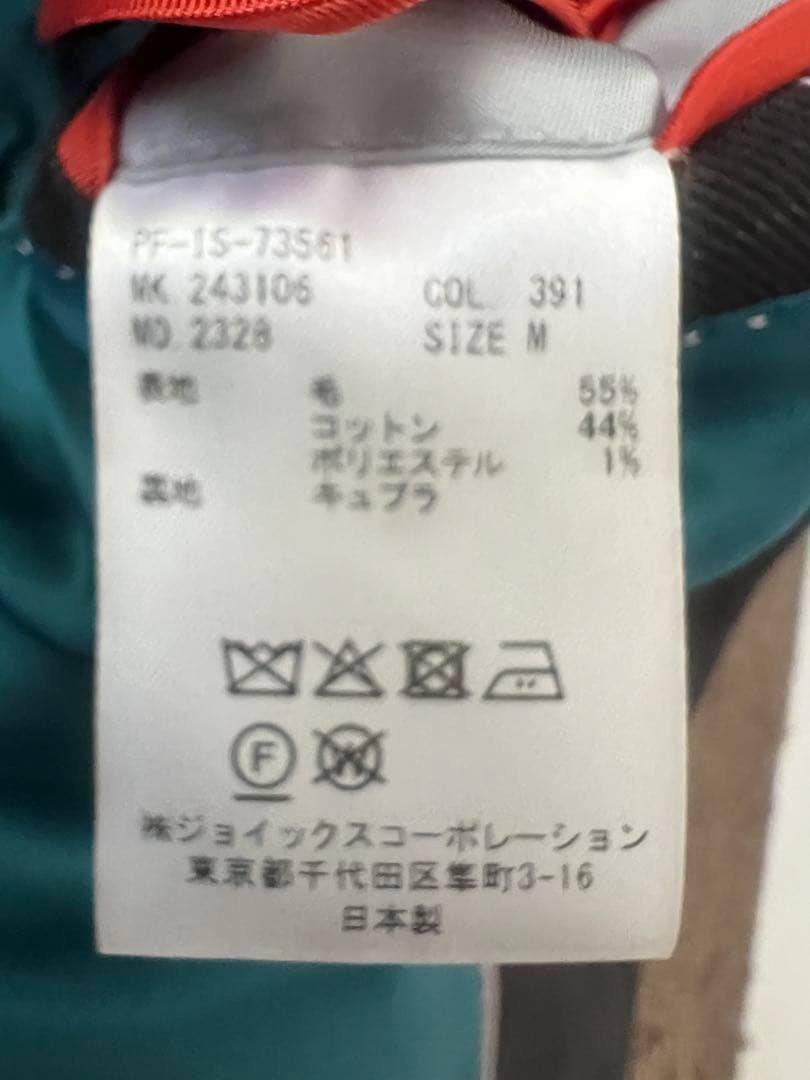 PF-IS-73561
MK 243106 COL 391
MO 2328 SIZE M
表地 毛 55%
コットン 44%
ポリエステル 1%
裏地 キュプラ
F W
㈱ジョイックスコーポレーション
東京都千代田区隼町3-16
日本製